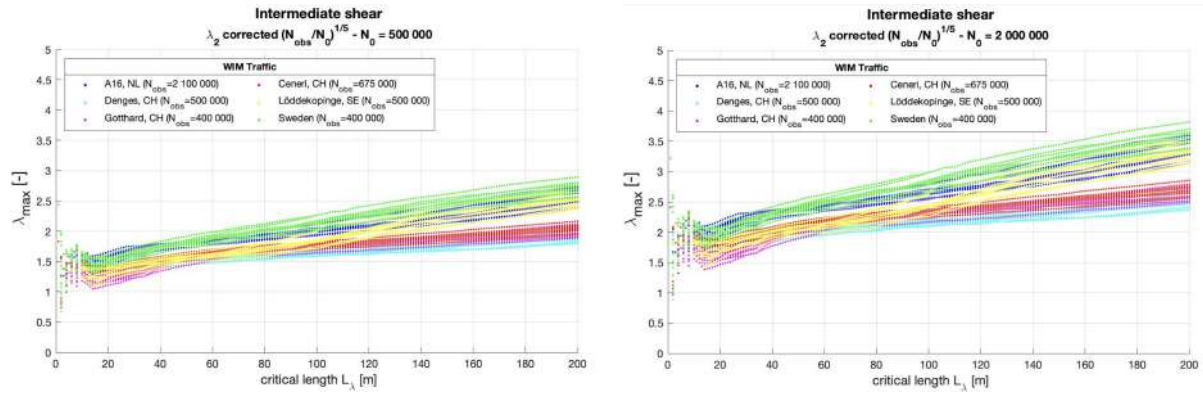 Intermediate shear
λ2 corrected (Nobs/N0)^1/5 - N0 = 500 000
WIM Traffic
A16, NL (Nobs=2 100 000)
Ceneri, CH (Nobs=675 000)
Denges, CH (Nobs=500 000)
Löddekopinge, SE (Nobs=500 000)
Gotthard, CH (Nobs=400 000)
Sweden (Nobs=400 000)
5
4.5
4
3.5
3
2.5
2
1.5
1
0.5
0
λmax [-]
0 20 40 60 80 100 120 140 160 180 200
critical length Lλ [m]
Intermediate shear
λ2 corrected (Nobs/N0)^1/5 - N0 = 2 000 000
WIM Traffic
A16, NL (Nobs=2 100 000)
Ceneri, CH (Nobs=675 000)
Denges, CH (Nobs=500 000)
Löddekopinge, SE (Nobs=500 000)
Gotthard, CH (Nobs=400 000)
Sweden (Nobs=400 000)
5
4.5
4
3.5
3
2.5
2
1.5
1
0.5
0
λmax [-]
0 20 40 60 80 100 120 140 160 180 200
critical length Lλ [m]